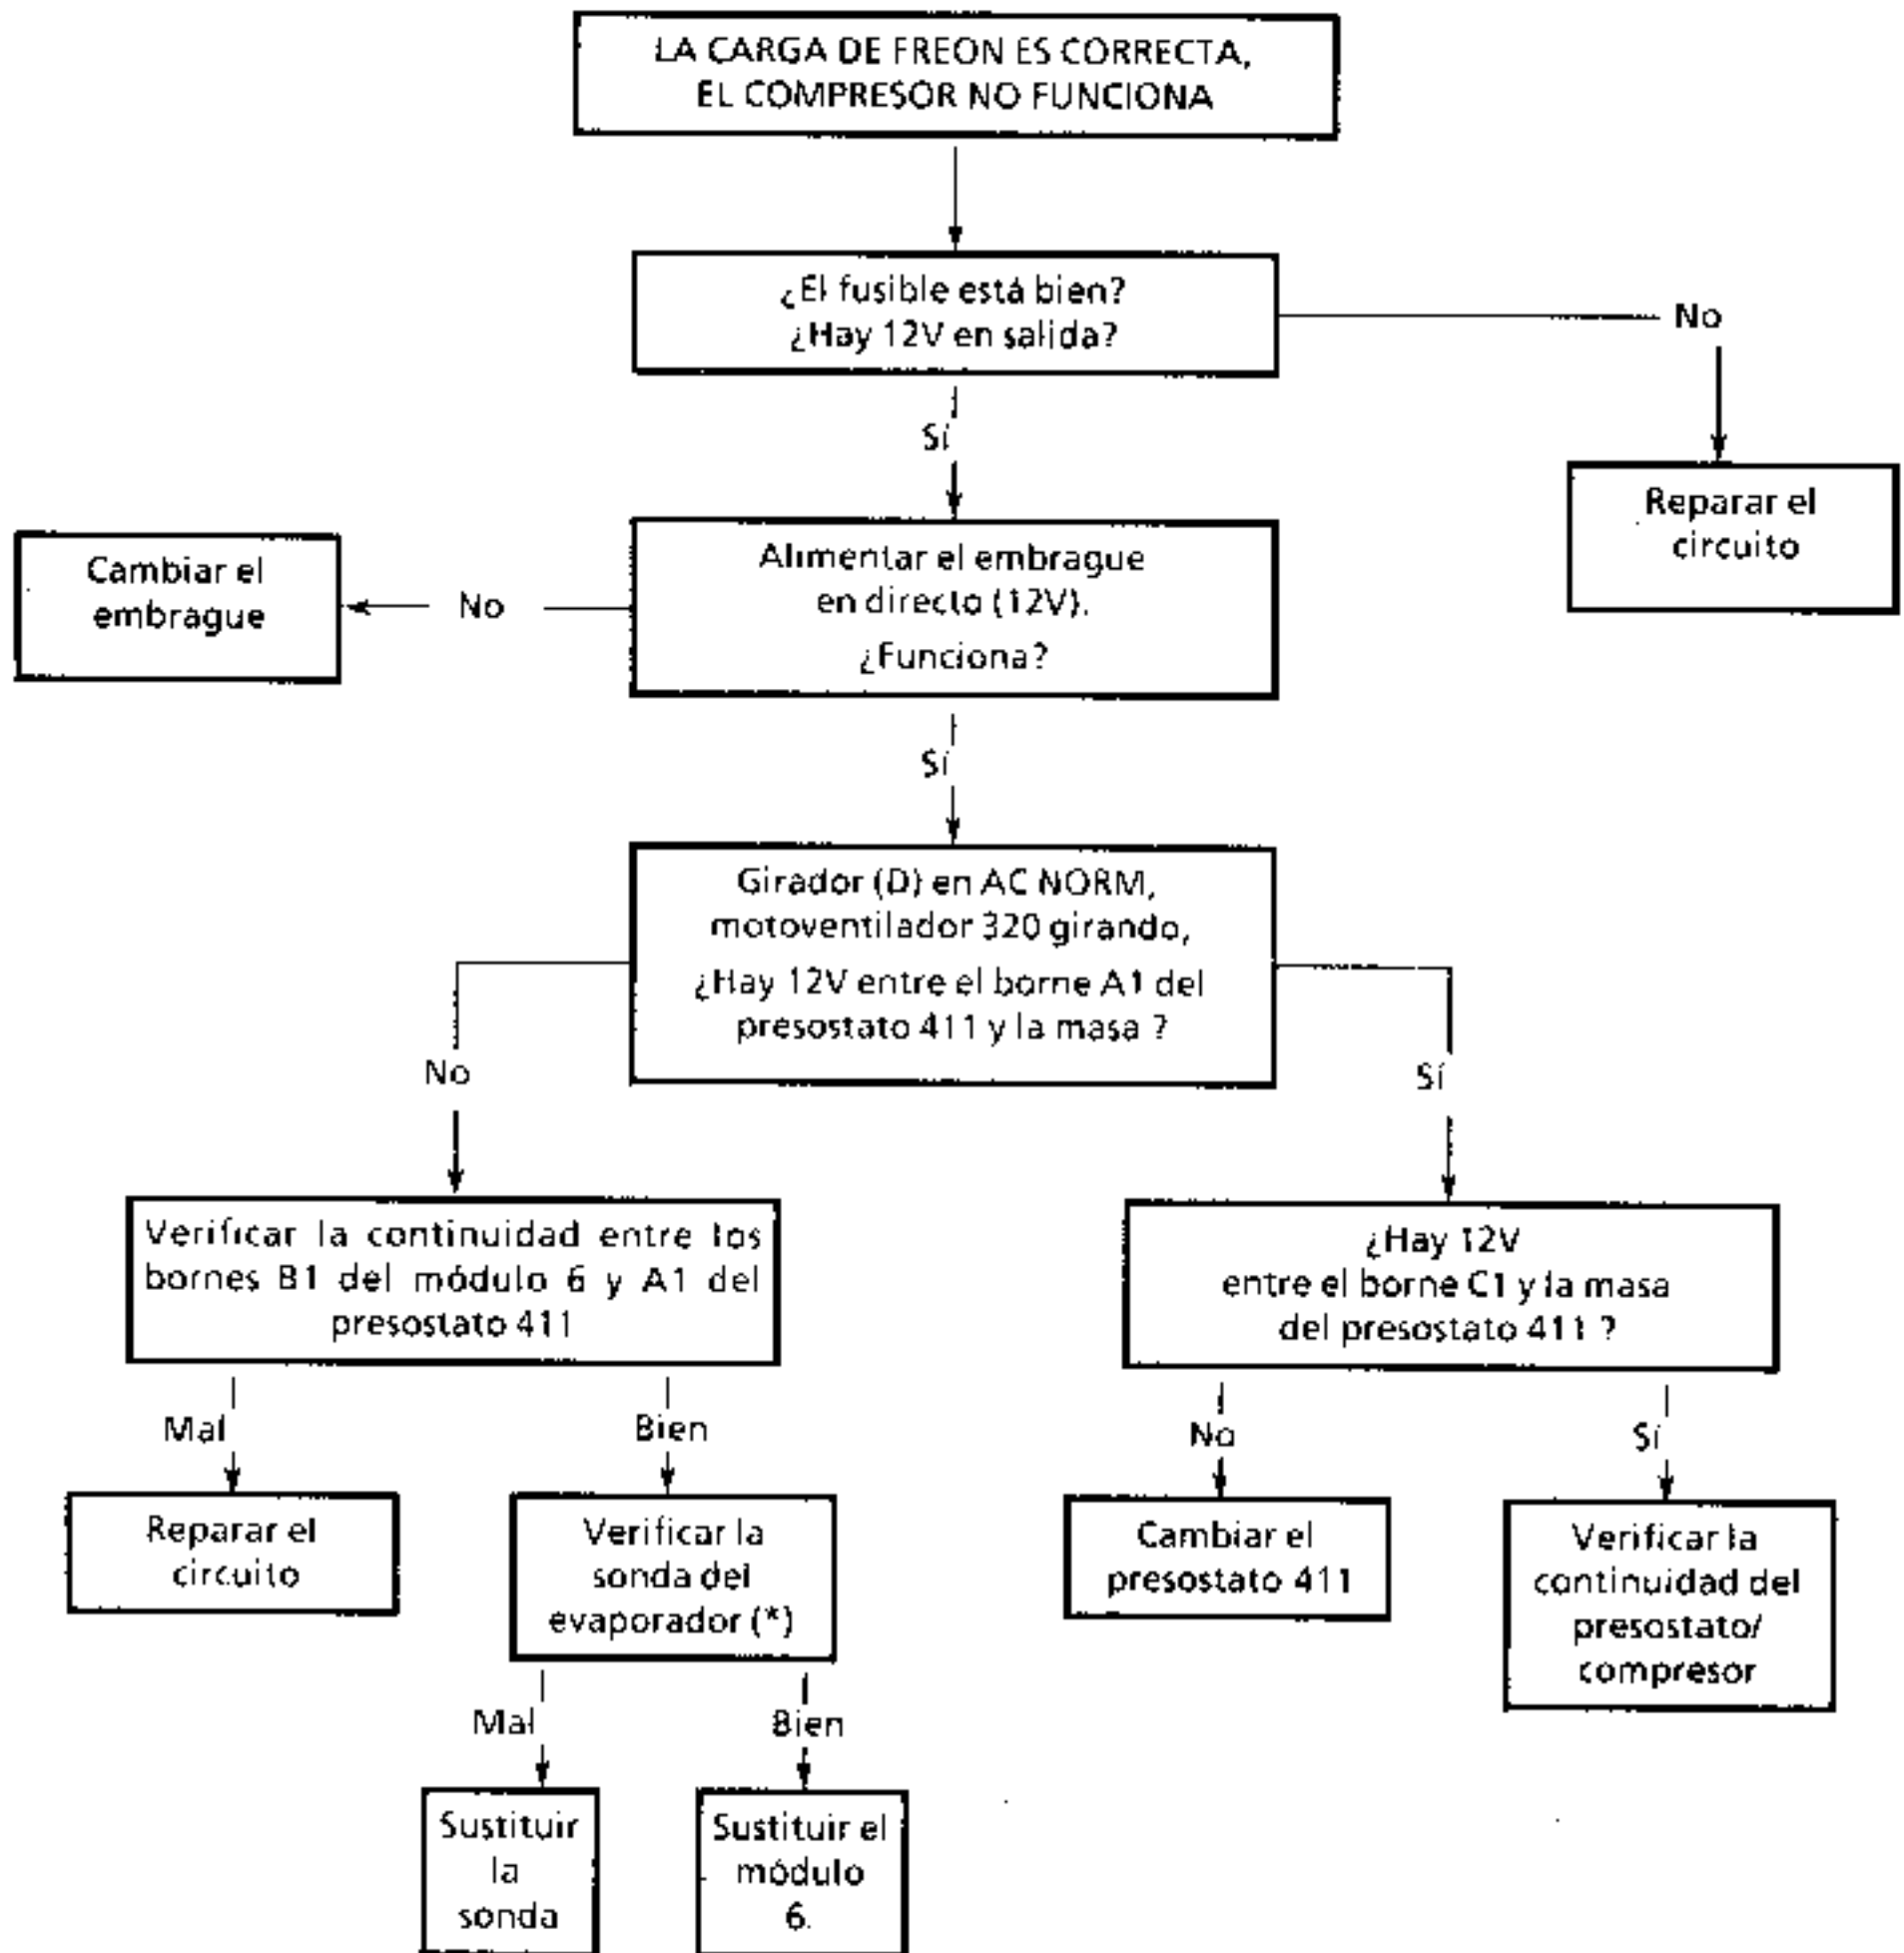 LA CARGA DE FREON ES CORRECTA,
EL COMPRESOR NO FUNCIONA
¿El fusible está bien?
¿Hay 12V en salida?
No
Sí
Reparar el
circuito
Alimentar el embrague
en directo (12V).
¿Funciona?
No
Cambiar el
embrague
Sí
Girador (D) en AC NORM,
motoventilador 320 girando,
¿Hay 12V entre el borne A1 del
presostato 411 y la masa ?
No
Sí
Verificar la continuidad entre los
bornes B1 del módulo 6 y A1 del
presostato 411
¿Hay 12V
entre el borne C1 y la masa
del presostato 411 ?
Mal
Bien
No
Sí
Reparar el
circuito
Verificar la
sonda del
evaporador (*)
Cambiar el
presostato 411
Verificar la
continuidad del
presostato/
compresor
Mal
Bien
Sustituir
la
sonda
Sustituir el
módulo
6.